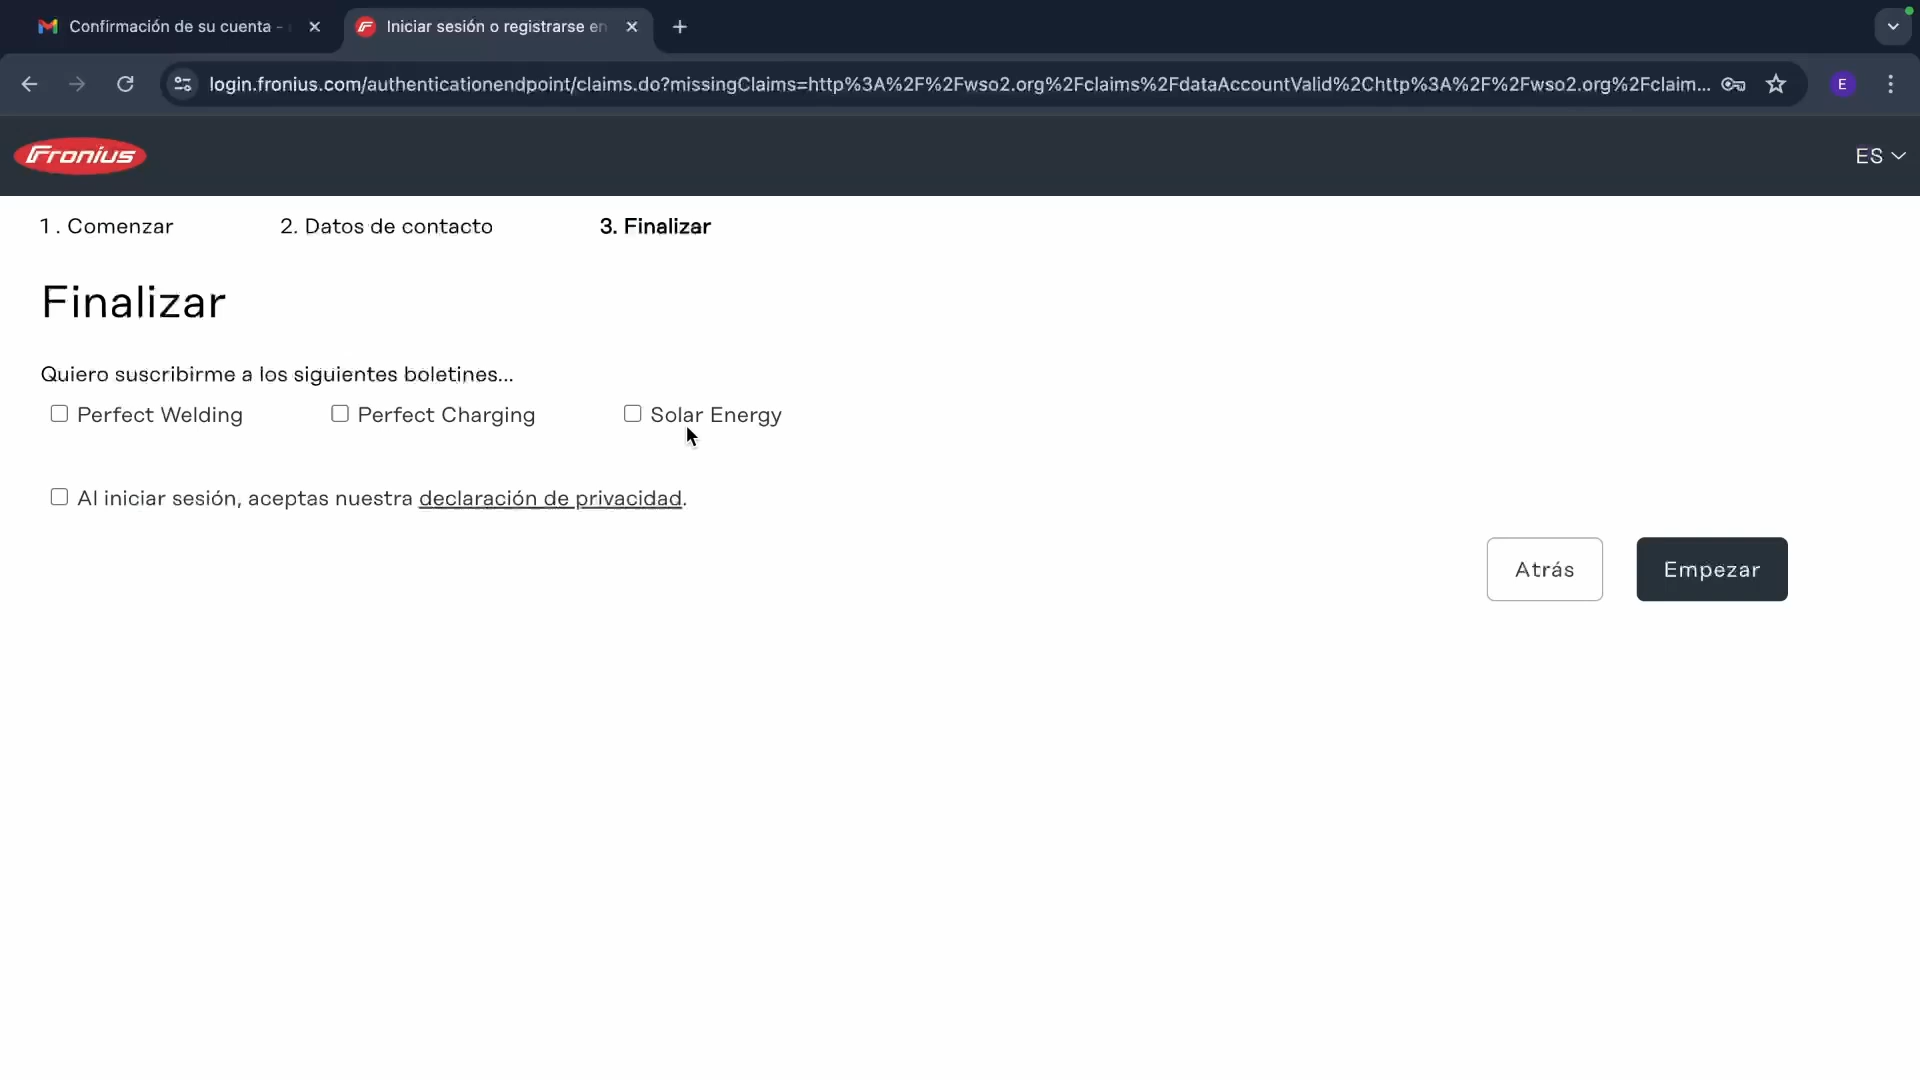 Confirmación de su cuenta -
Iniciar sesión o registrarse en
login.fronius.com/authenticationendpoint/claims.do?missingClaims=http%3A%2F%2Fwso2.org%2Fclaims%2FdataAccountValid%2Chttp%3A%2F%2Fwso2.org%2Fclaim...
E
Fronius
ES
1 . Comenzar
2. Datos de contacto
3. Finalizar
Finalizar
Quiero suscribirme a los siguientes boletines...
Perfect Welding
Perfect Charging
Solar Energy
Al iniciar sesión, aceptas nuestra declaración de privacidad.
Atrás
Empezar